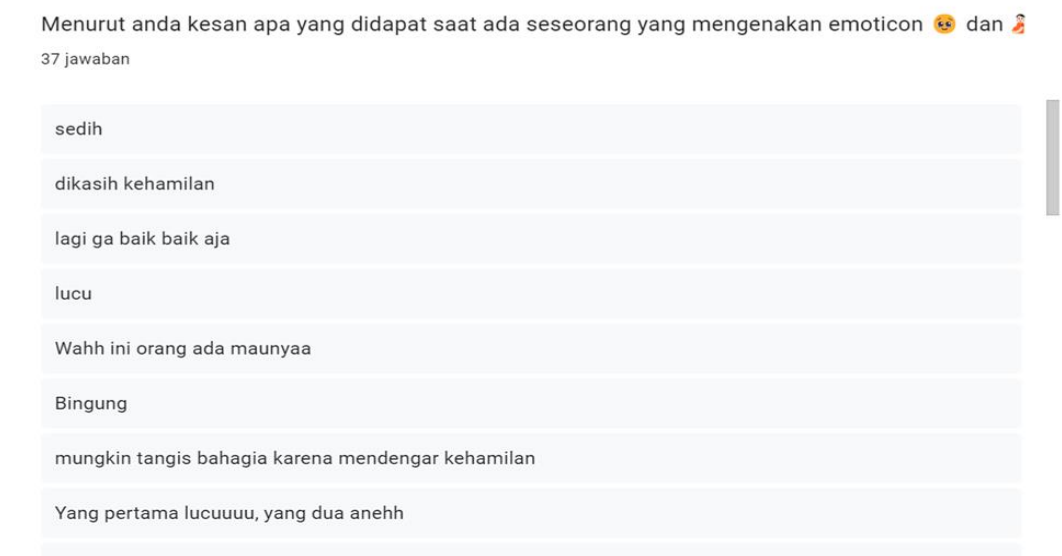 Menurut anda kesan apa yang didapat saat ada seseorang yang mengenakan emoticon 🥺 dan
37 jawaban
sedih
dikasih kehamilan
lagi ga baik baik aja
lucu
Wahh ini orang ada maunyaa
Bingung
mungkin tangis bahagia karena mendengar kehamilan
Yang pertama lucuuuu, yang dua anehh